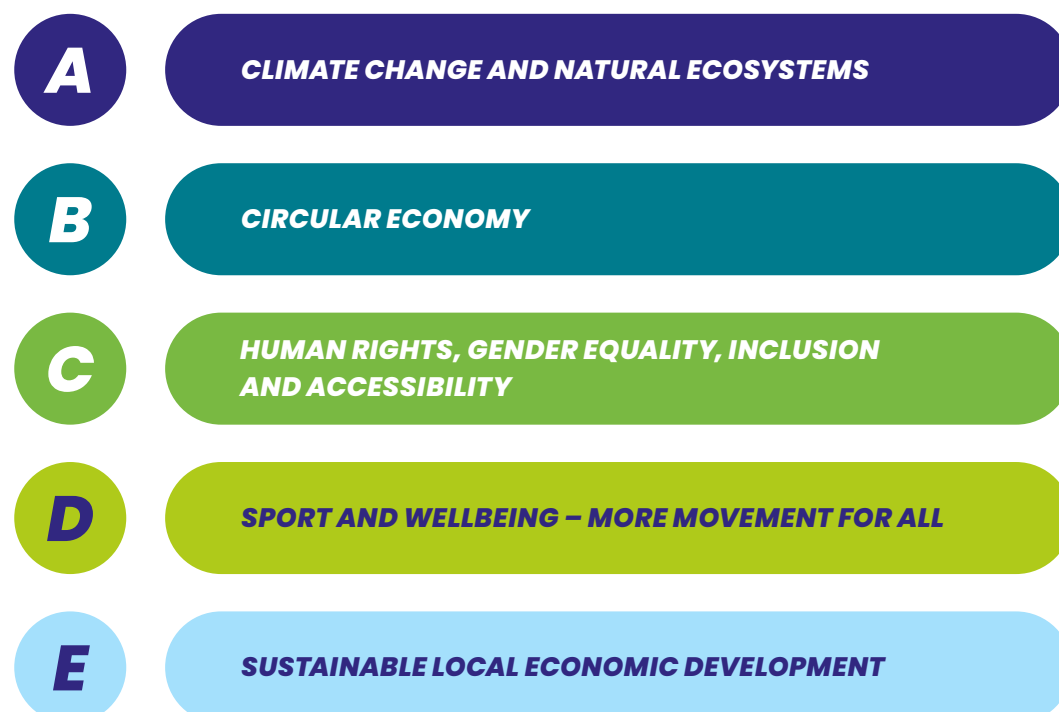 A
CLIMATE CHANGE AND NATURAL ECOSYSTEMS
B
CIRCULAR ECONOMY
C
HUMAN RIGHTS, GENDER EQUALITY, INCLUSION
AND ACCESSIBILITY
D
SPORT AND WELLBEING – MORE MOVEMENT FOR ALL
E
SUSTAINABLE LOCAL ECONOMIC DEVELOPMENT